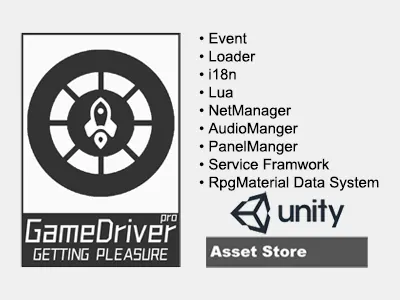 pro
GameDriver
GETTING PLEASURE
• Event
• Loader
• i18n
• Lua
• NetManager
• AudioManger
• PanelManger
• Service Framwork
• RpgMaterial Data System
unity
Asset Store